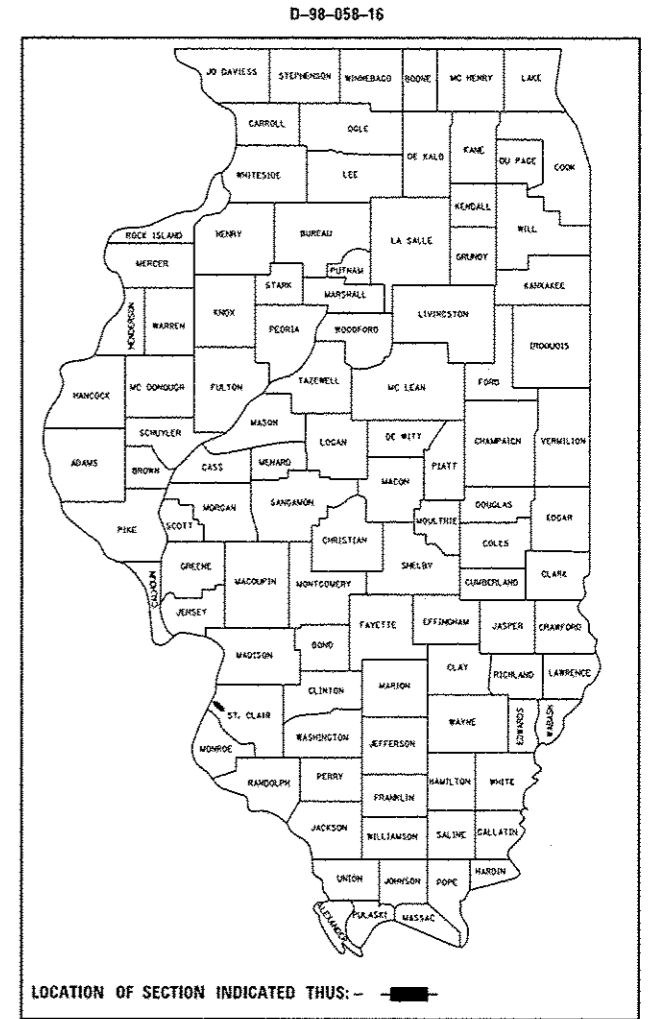 D-98-058-16
JO DAVIESS STEPHENSON WINNEBAGO BOONE MC HENRY LAKE
CARROLL OGLE DE KALB KANE DU PAGE COOK
WHITESIDE LEE KENDALL WILL
ROCK ISLAND HENRY BUREAU LA SALLE GRUNDY
MERCER PUTNAM KANKAKEE
STARK MARSHALL LIVINGSTON
HENDERSON WARREN KNOX PEORIA WOODFORD IROQUOIS
HANCOCK MC DONOUGH FULTON TAZEWELL MC LEAN FORD
MASON
SCHUYLER LOGAN DE WITT CHAMPAIGN VERMILION
ADAMS BROWN CASS MENARD MACON PIATT
MORGAN SANGAMON DOUGLAS EDGAR
PIKE SCOTT CHRISTIAN MOULTRIE COLES
GREENE SHELBY
CALHOUN MACOUPIN MONTGOMERY CUMBERLAND CLARK
JERSEY FAYETTE EFFINGHAM JASPER CRAWFORD
MADISON BOND
CLAY RICHLAND LAWRENCE
CLINTON MARION
ST. CLAIR WAYNE EDWARDS WABASH
MONROE WASHINGTON JEFFERSON
RANDOLPH PERRY HAMILTON WHITE
FRANKLIN
JACKSON WILLIAMSON SALINE GALLATIN
UNION JOHNSON POPE HARDIN
ALEXANDER PULASKI MASSAC
LOCATION OF SECTION INDICATED THUS: -